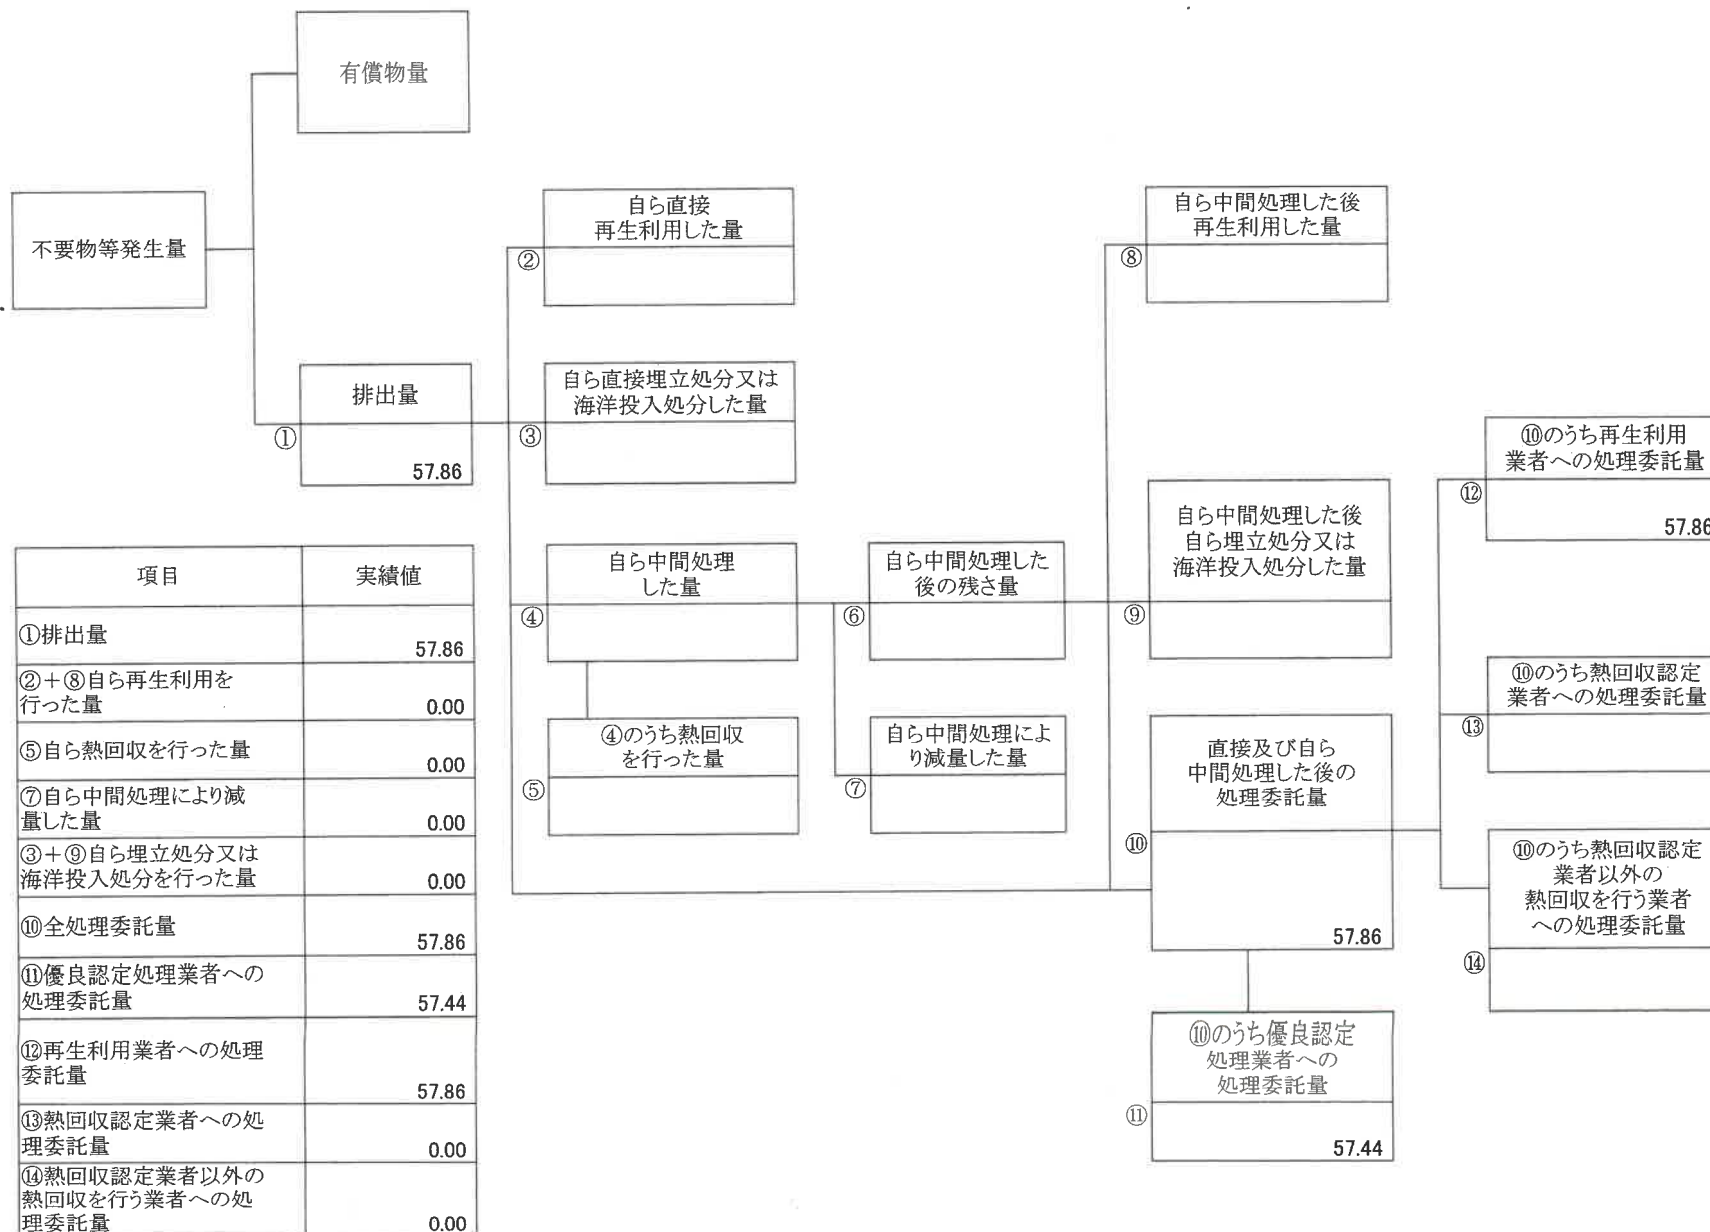 有償物量
不要物等発生量
排出量
①
57.86
自ら直接
再生利用した量
②
自ら直接埋立処分又は
海洋投入処分した量
③
自ら中間処理
した量
④
④のうち熱回収
を行った量
⑤
自ら中間処理した
後の残さ量
⑥
自ら中間処理によ
り減量した量
⑦
自ら中間処理した後
再生利用した量
⑧
自ら中間処理した後
自ら埋立処分又は
海洋投入処分した量
⑨
直接及び自ら
中間処理した後の
処理委託量
⑩
57.86
⑩のうち優良認定
処理業者への
処理委託量
⑪
57.44
⑩のうち再生利用
業者への処理委託量
⑫
57.86
⑩のうち熱回収認定
業者への処理委託量
⑬
⑩のうち熱回収認定
業者以外の
熱回収を行う業者
への処理委託量
⑭
項目 実績値
①排出量 57.86
②+⑧自ら再生利用を
行った量 0.00
⑤自ら熱回収を行った量 0.00
⑦自ら中間処理により減
量した量 0.00
③+⑨自ら埋立処分又は
海洋投入処分を行った量 0.00
⑩全処理委託量 57.86
⑪優良認定処理業者への
処理委託量 57.44
⑫再生利用業者への処理
委託量 57.86
⑬熱回収認定業者への処
理委託量 0.00
⑭熱回収認定業者以外の
熱回収を行う業者への処
理委託量 0.00